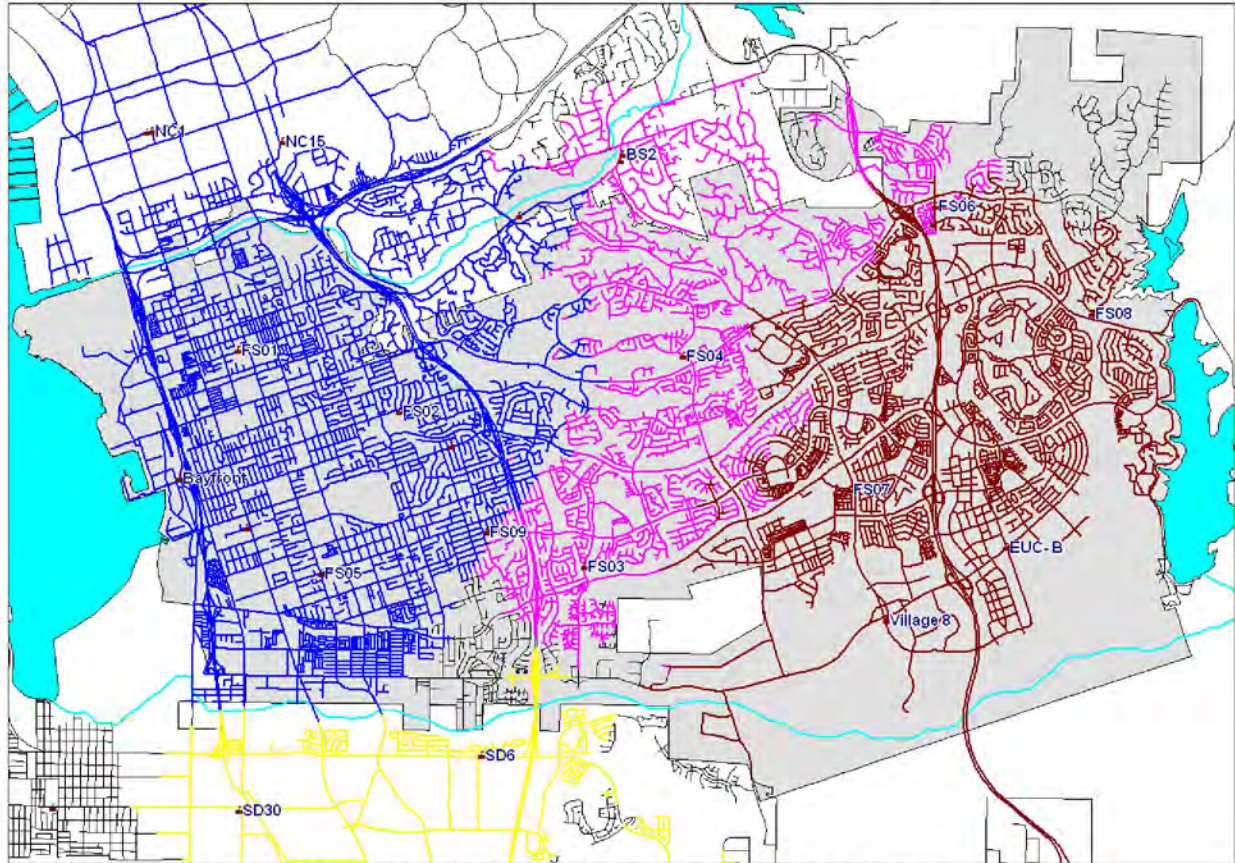 NC1
NC15
BS2
FS06
FS08
FS01
FS04
FS02
Bayfront
FS07
FS09
EUC-B
FS03
FS05
Village 8
SD6
SD30